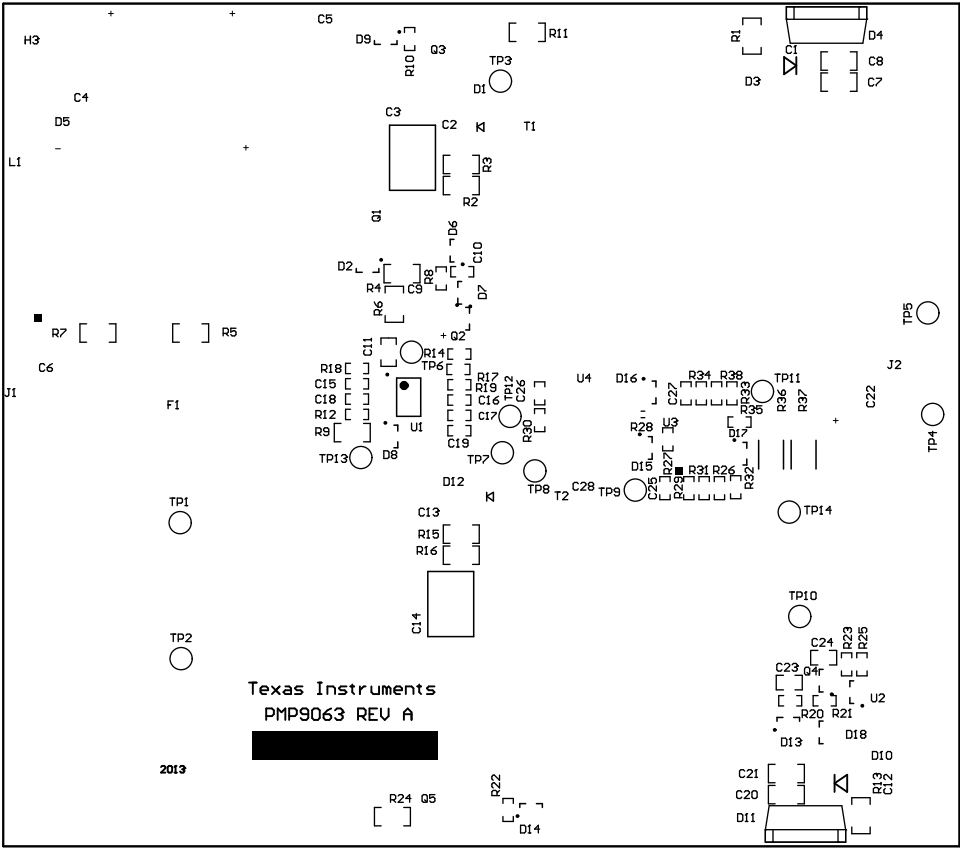 H3
C5
D9
R10
Q3
R11
R1
C1
D4
TP3
D3
C8
C7
C4
D1
D5
C3
C2
T1
L1
R3
R2
Q1
D6
C10
D2
R4
C9
R8
D7
R6
TP5
R7
R5
Q2
C11
R14
TP6
J2
C6
R18
R17
TP12
C26
U4
D16
C27
R34
R38
R33
TP11
R36
R37
C22
J1
C15
R19
C18
C16
F1
R12
C17
R35
R9
U1
R30
R28
U3
D17
TP4
C19
TP13
D8
TP7
D15
R27
R31
R26
R32
D12
TP8
T2
C28
TP9
C25
R29
TP1
C13
TP14
R15
R16
TP10
C14
TP2
C24
R23
R25
C23
Q4
U2
Texas Instruments
PMP9063 REV A
R20
R21
D13
D18
D10
2013
C21
C20
R13
C12
R22
R24
Q5
D11
D14